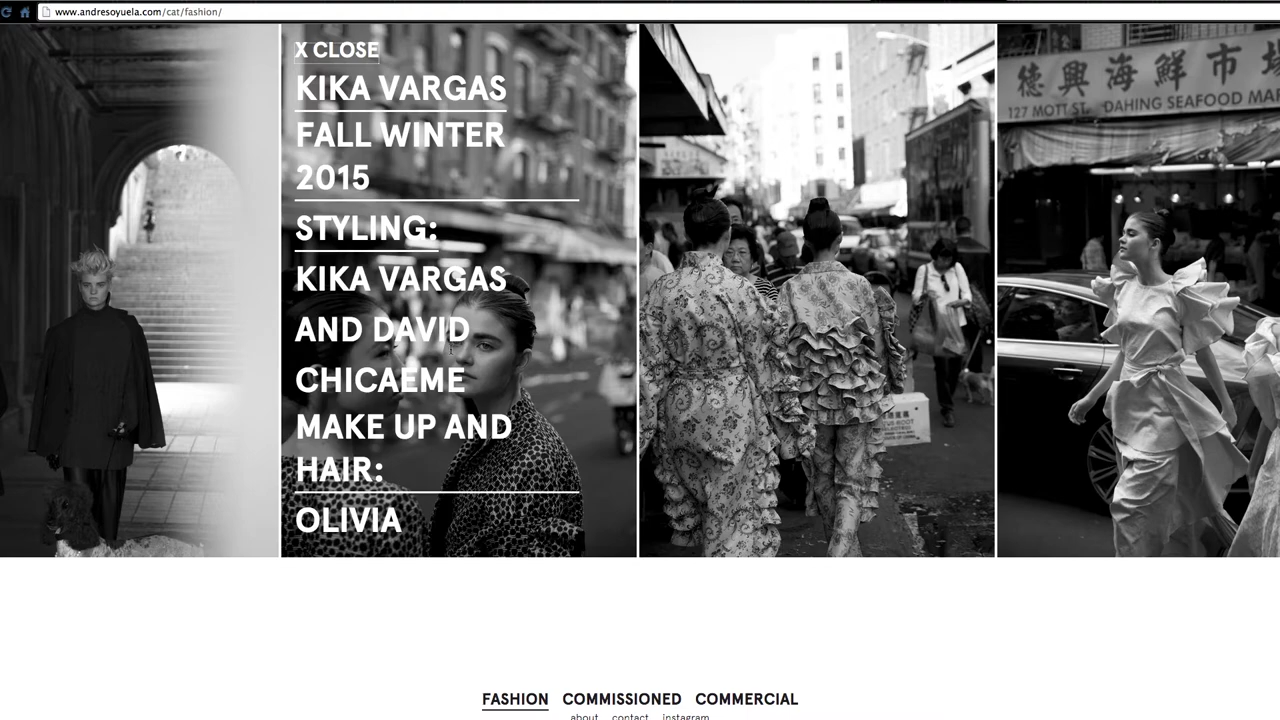 www.andresoyuela.com/cat/fashion/
X CLOSE
KIKA VARGAS
FALL WINTER
2015
STYLING:
KIKA VARGAS
AND DAVID
CHICAEME
MAKE UP AND
HAIR:
OLIVIA
德興海鮮市場
127 MOTT ST. DAHING SEAFOOD MAR
FASHION COMMISSIONED COMMERCIAL
about contact instagram